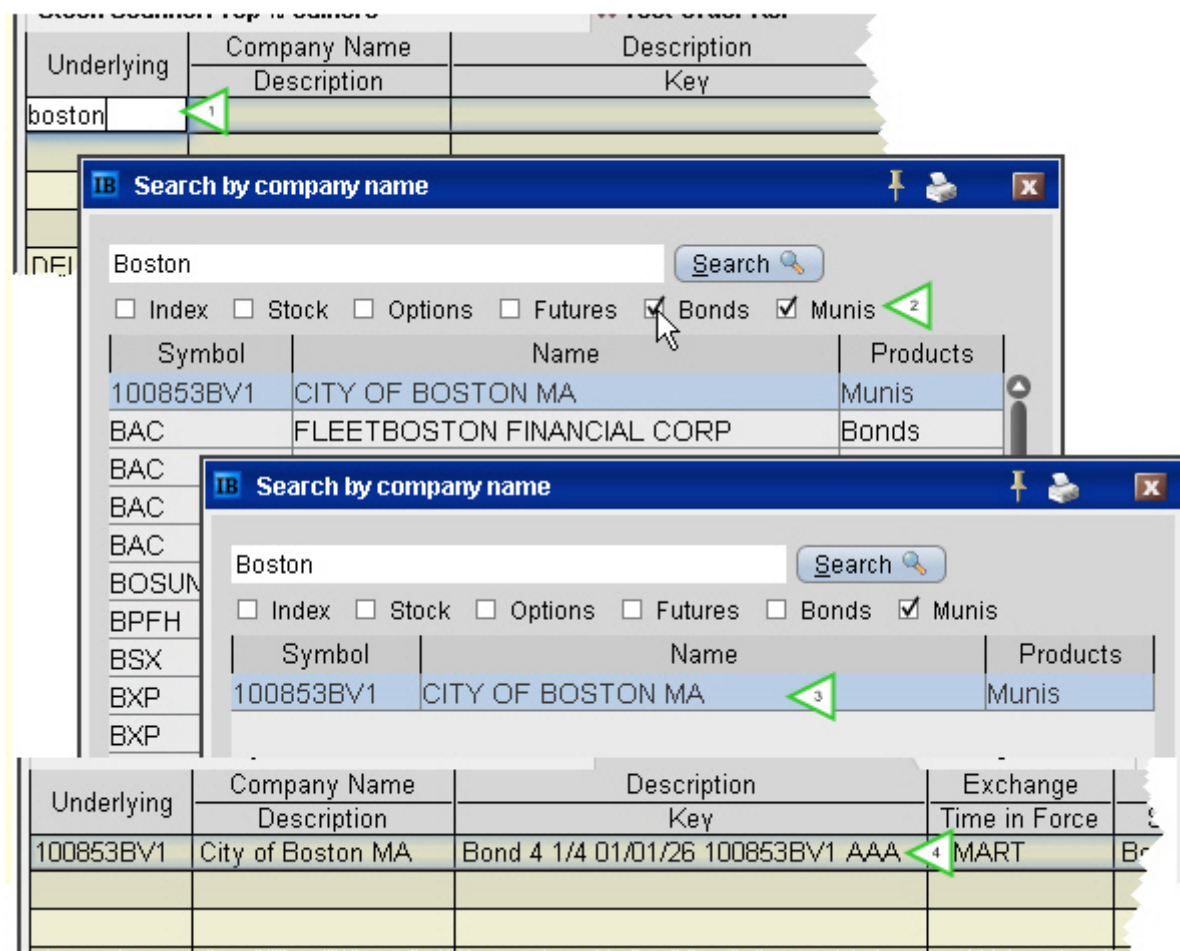 Underlying Company Name Description
Description Key
boston 1
IB Search by company name
DEI Boston Search
Index Stock Options Futures Bonds Munis 2
Symbol Name Products
100853BV1 CITY OF BOSTON MA Munis
BAC FLEETBOSTON FINANCIAL CORP Bonds
BAC
BAC
BAC
BOSUN
BPFH
BSX
BXP
BXP
IB Search by company name
Boston Search
Index Stock Options Futures Bonds Munis
Symbol Name Products
100853BV1 CITY OF BOSTON MA 3 Munis
Underlying Company Name Description Exchange
Description Key Time in Force
100853BV1 City of Boston MA Bond 4 1/4 01/01/26 100853BV1 AAA 4 MART